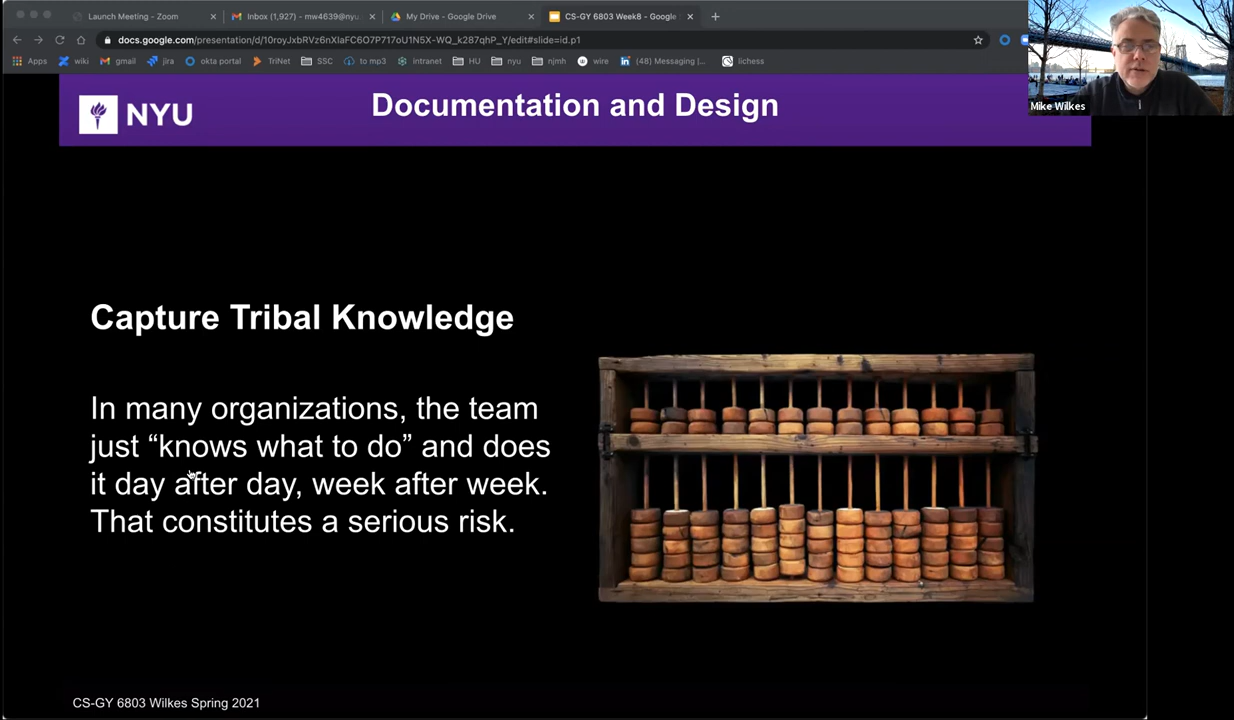 Launch Meeting - Zoom
Inbox (1,927) - mw4639@nyu
My Drive - Google Drive
CS-GY 6803 Week8 - Google
docs.google.com/presentation/d/10royJxbRVz6nXlaFC6O7P717oU1N5X-WQ_k287qhP_Y/edit#slide=id.p1
Apps wiki gmail jira okta portal TriNet SSC to mp3 intranet HU nyu njmh wire (48) Messaging |... lichess
Mike Wilkes
NYU
Documentation and Design
Capture Tribal Knowledge
In many organizations, the team
just “knows what to do” and does
it day after day, week after week.
That constitutes a serious risk.
CS-GY 6803 Wilkes Spring 2021